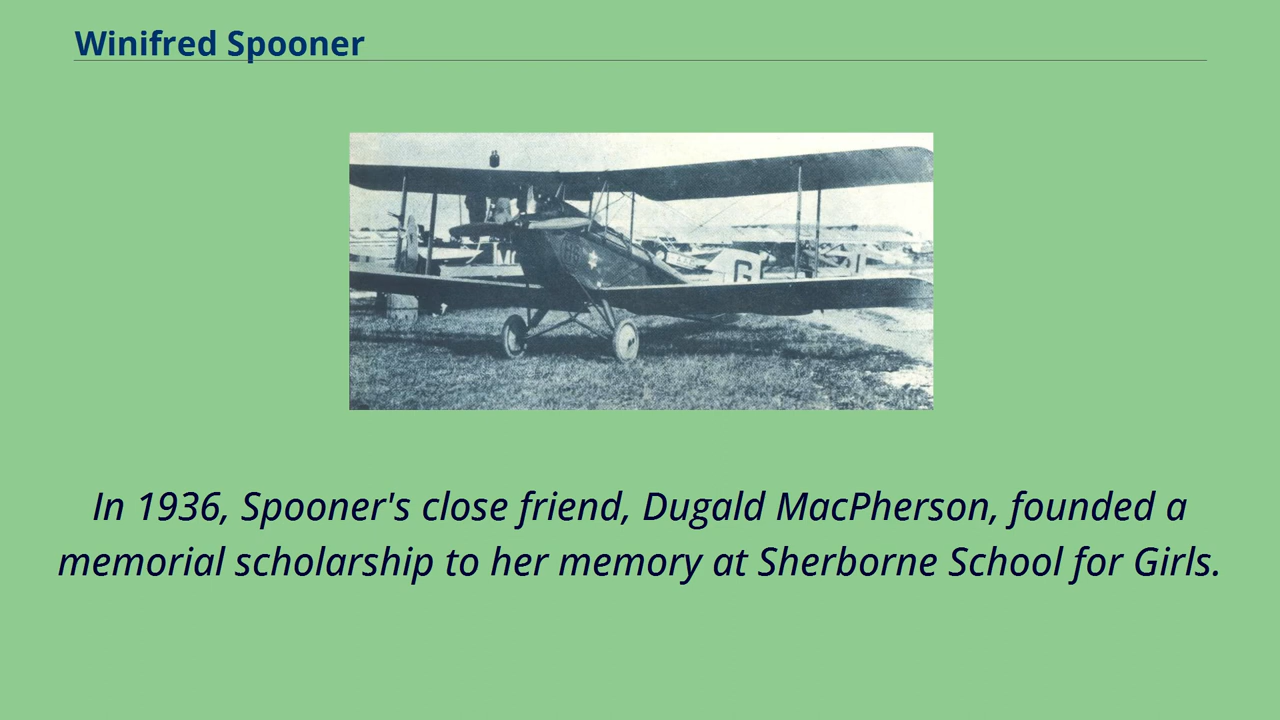 Winifred Spooner
G
In 1936, Spooner's close friend, Dugald MacPherson, founded a
memorial scholarship to her memory at Sherborne School for Girls.